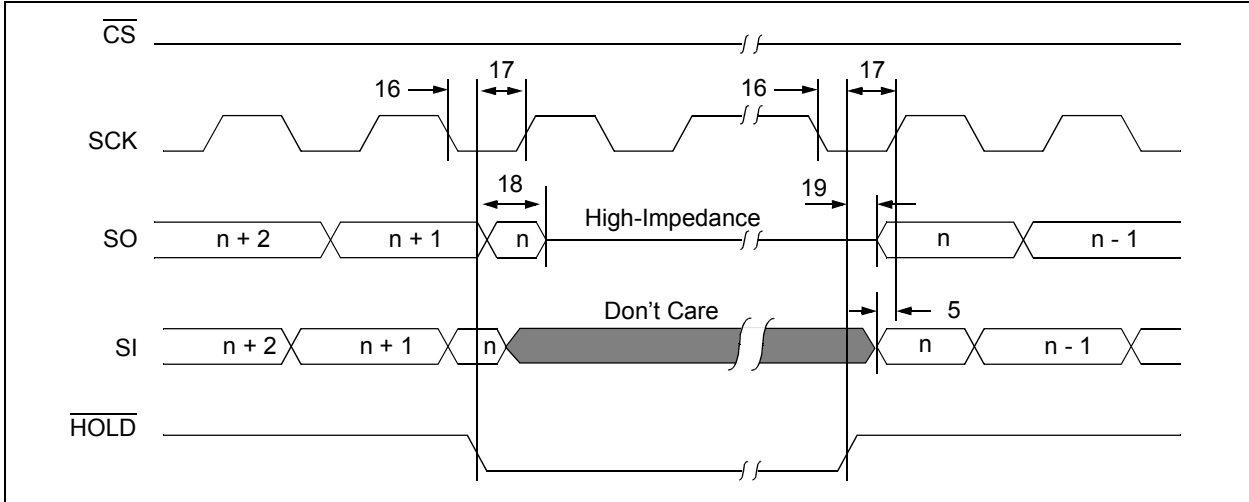 CS
16 17 16 17
SCK
18 19
SO n + 2 n + 1 n High-Impedance n n - 1
Don't Care 5
SI n + 2 n + 1 n n n - 1
HOLD